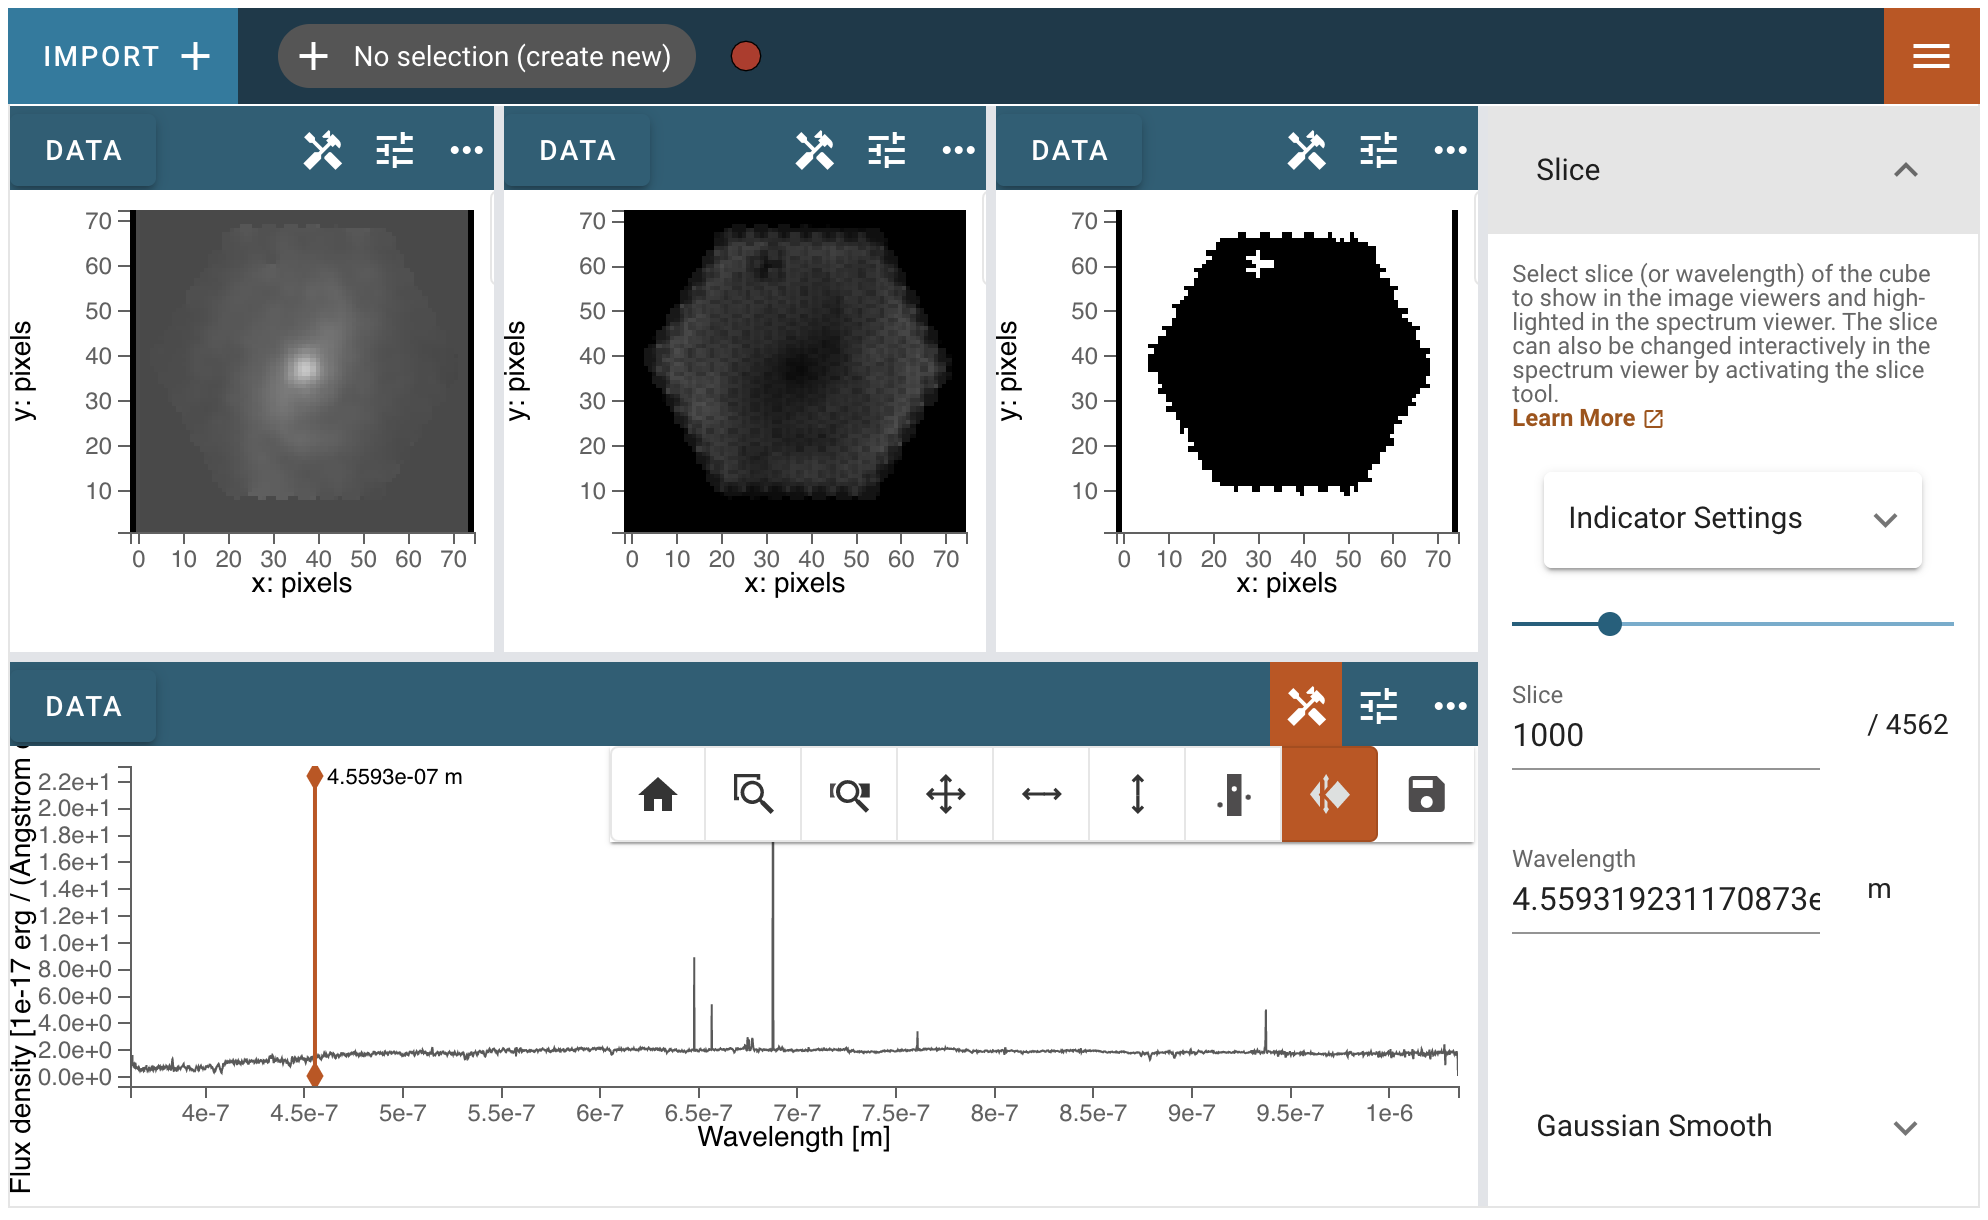 IMPORT
No selection (create new)
DATA
DATA
DATA
70
60
50
40
30
20
10
y: pixels
0 10 20 30 40 50 60 70
x: pixels
70
60
50
40
30
20
10
y: pixels
0 10 20 30 40 50 60 70
x: pixels
70
60
50
40
30
20
10
y: pixels
0 10 20 30 40 50 60 70
x: pixels
DATA
4.5593e-07 m
2.2e+1
2.0e+1
1.8e+1
1.6e+1
1.4e+1
1.2e+1
1.0e+1
8.0e+0
6.0e+0
4.0e+0
2.0e+0
0.0e+0
Flux density [1e-17 erg / (Angstrom
4e-7 4.5e-7 5e-7 5.5e-7 6e-7 6.5e-7 7e-7 7.5e-7 8e-7 8.5e-7 9e-7 9.5e-7 1e-6
Wavelength [m]
Slice
Select slice (or wavelength) of the cube
to show in the image viewers and high-
lighted in the spectrum viewer. The slice
can also be changed interactively in the
spectrum viewer by activating the slice
tool.
Learn More
Indicator Settings
Slice
1000
/ 4562
Wavelength
4.559319231170873e
m
Gaussian Smooth